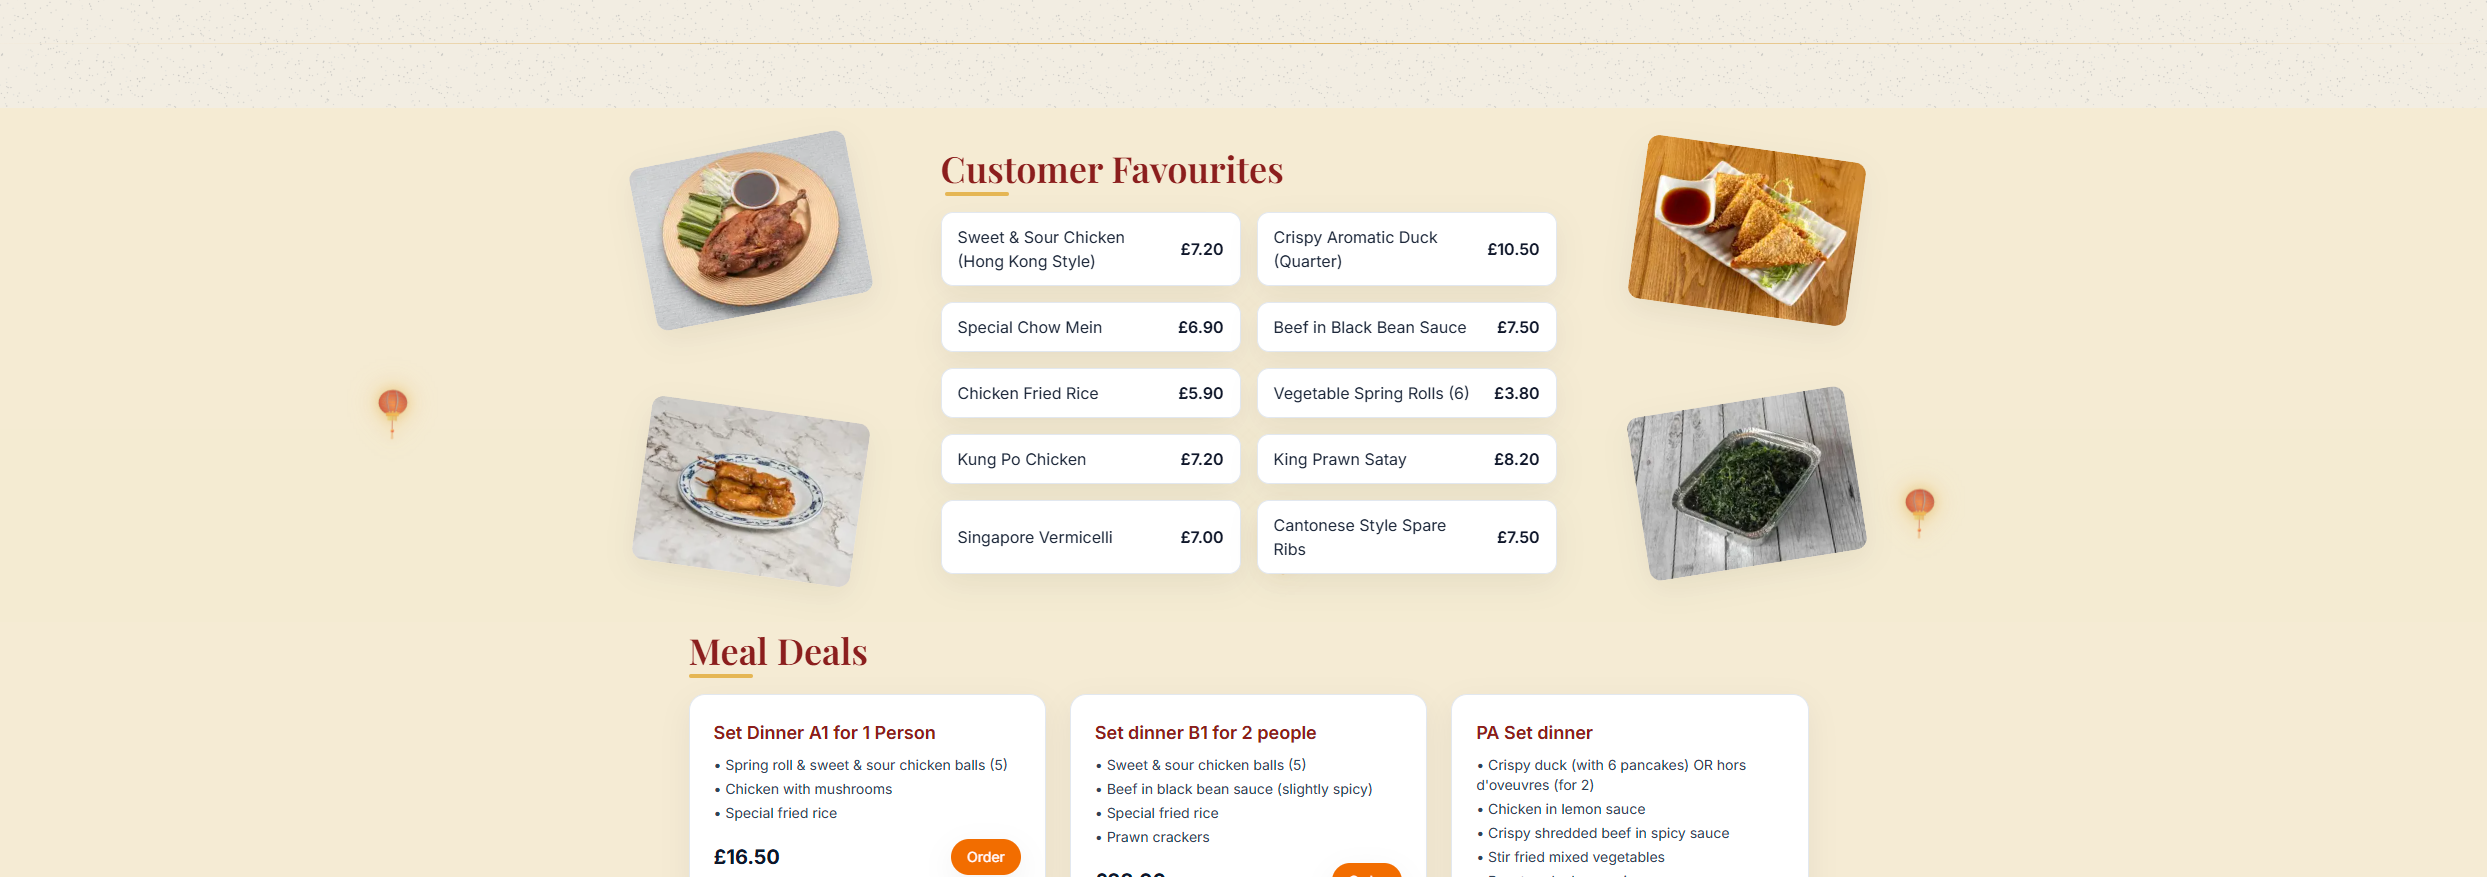 Customer Favourites
Sweet & Sour Chicken
(Hong Kong Style)
£7.20
Crispy Aromatic Duck
(Quarter)
£10.50
Special Chow Mein
£6.90
Beef in Black Bean Sauce
£7.50
Chicken Fried Rice
£5.90
Vegetable Spring Rolls (6)
£3.80
Kung Po Chicken
£7.20
King Prawn Satay
£8.20
Singapore Vermicelli
£7.00
Cantonese Style Spare
Ribs
£7.50
Meal Deals
Set Dinner A1 for 1 Person
• Spring roll & sweet & sour chicken balls (5)
• Chicken with mushrooms
• Special fried rice
£16.50
Order
Set dinner B1 for 2 people
• Sweet & sour chicken balls (5)
• Beef in black bean sauce (slightly spicy)
• Special fried rice
• Prawn crackers
PA Set dinner
• Crispy duck (with 6 pancakes) OR hors
d'oveuvres (for 2)
• Chicken in lemon sauce
• Crispy shredded beef in spicy sauce
• Stir fried mixed vegetables